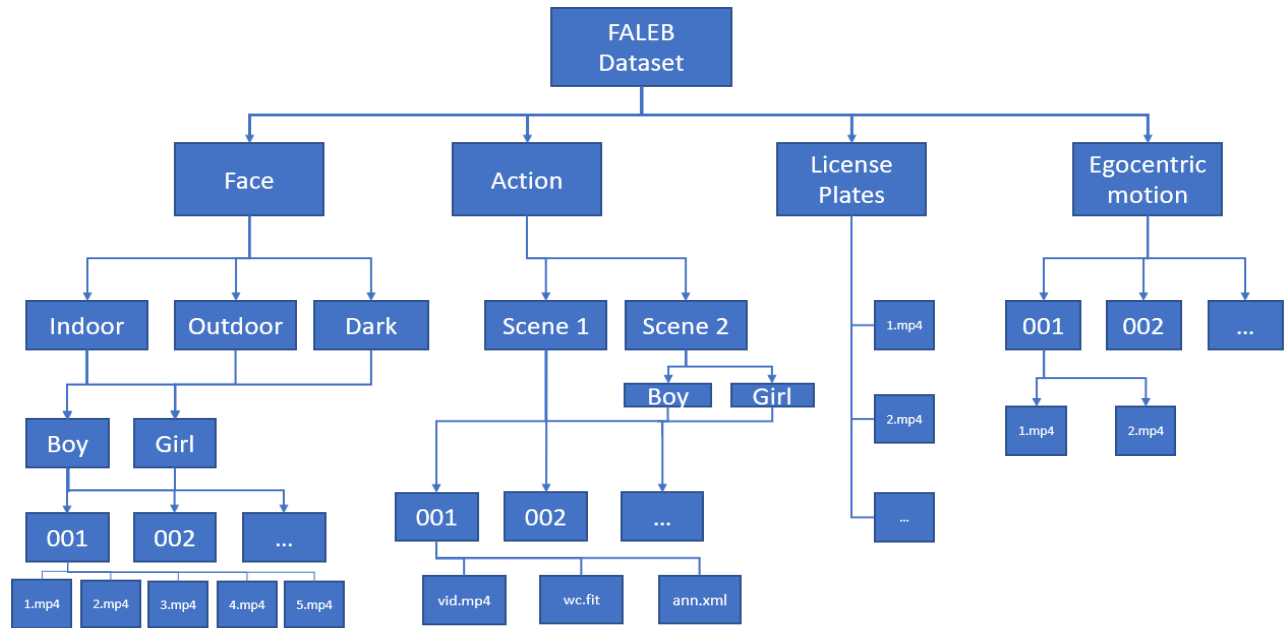 FALEB
Dataset
Face
Action
License
Plates
Egocentric
motion
Indoor
Outdoor
Dark
Scene 1
Scene 2
1.mp4
001
002
...
Boy
Girl
Boy
Girl
2.mp4
1.mp4
2.mp4
001
002
...
001
002
...
...
1.mp4
2.mp4
3.mp4
4.mp4
5.mp4
vid.mp4
wc.fit
ann.xml